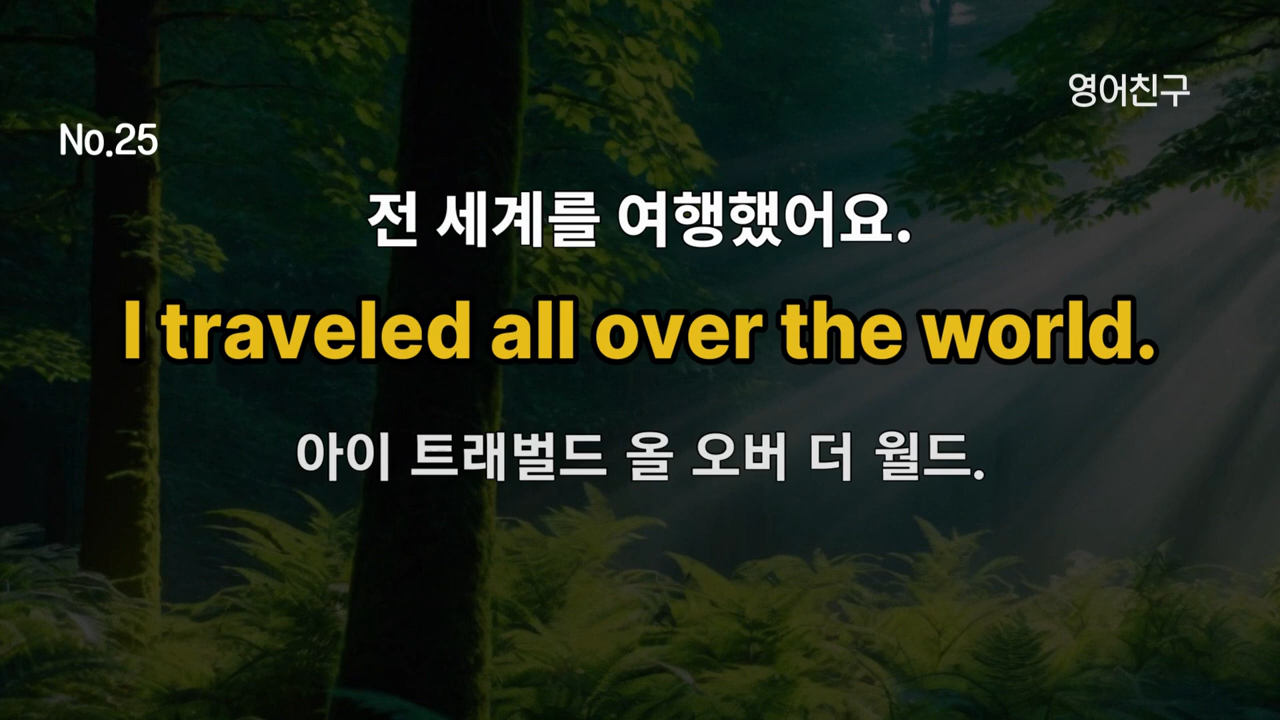 영어친구
No.25
전 세계를 여행했어요.
I traveled all over the world.
아이 트래벌드 올 오버 더 월드.